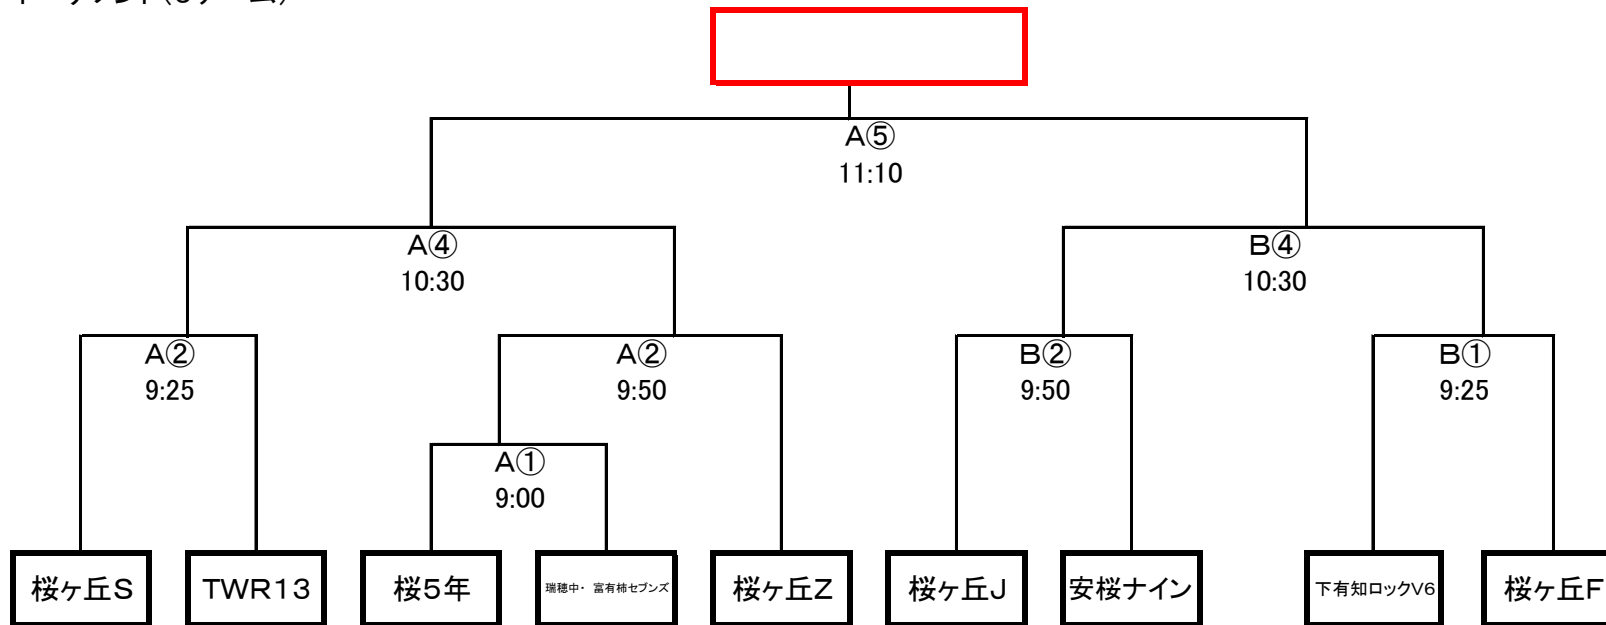 A⑤
11:10
A④
10:30
B④
10:30
A②
9:25
A②
9:50
B②
9:50
B①
9:25
A①
9:00
桜ヶ丘S
TWR13
桜5年
瑞穂中・ 富有柿セブンズ
桜ヶ丘Z
桜ヶ丘J
安桜ナイン
下有知ロックV6
桜ヶ丘F